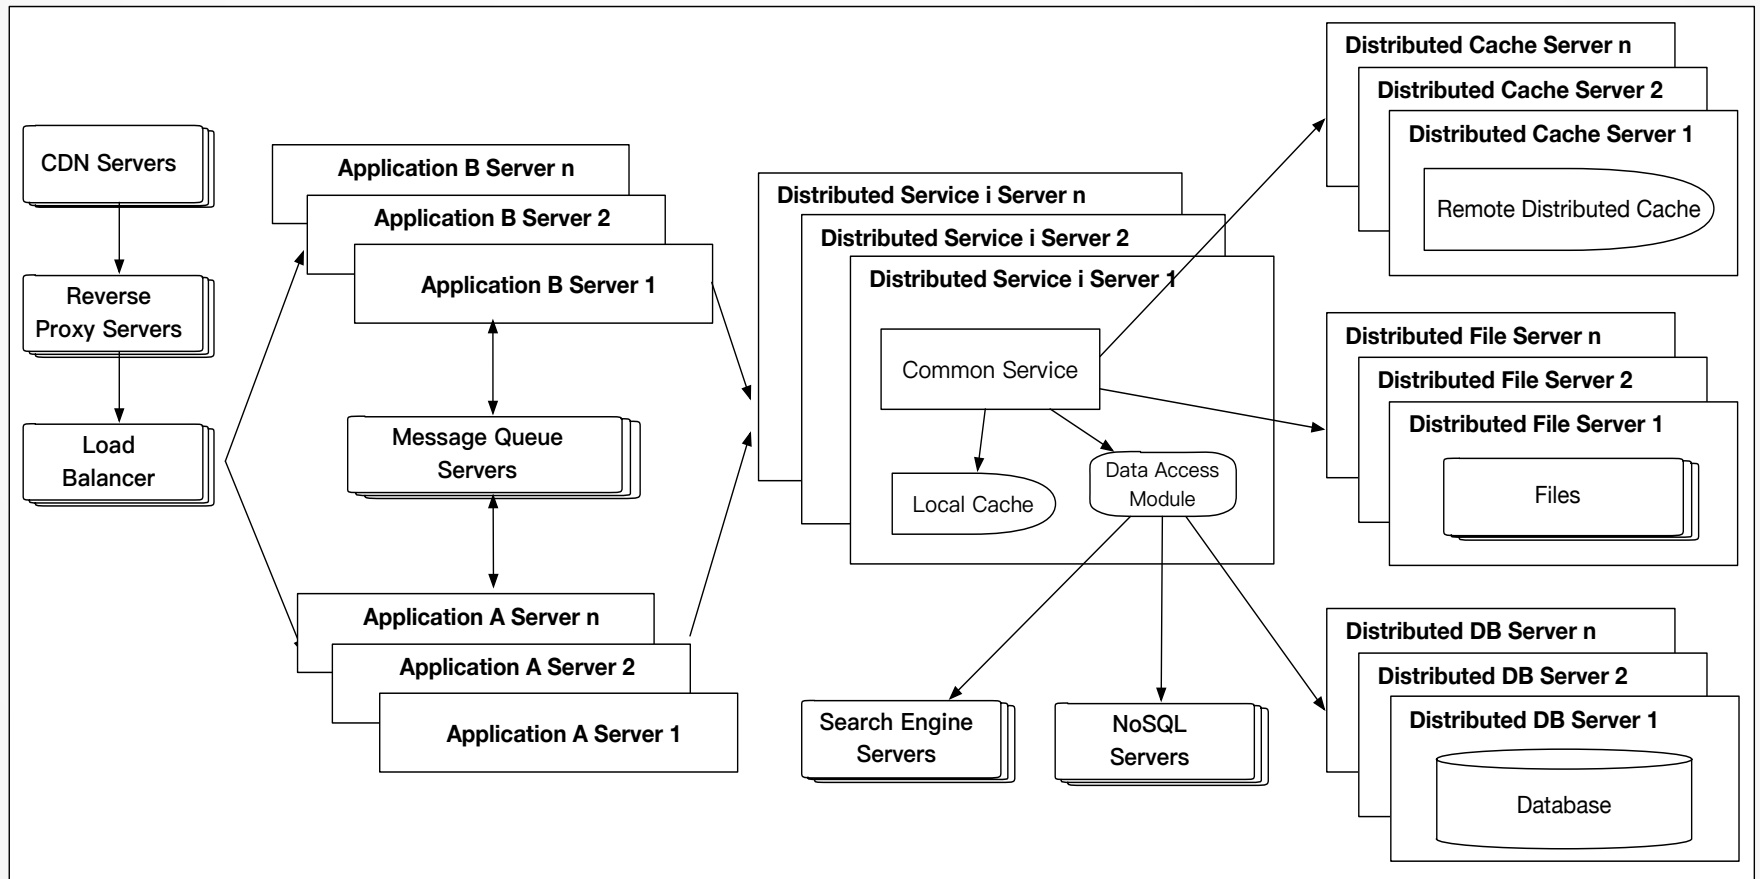 CDN Servers
Reverse
Proxy Servers
Load
Balancer
Application B Server n
Application B Server 2
Application B Server 1
Message Queue
Servers
Application A Server n
Application A Server 2
Application A Server 1
Distributed Service i Server n
Distributed Service i Server 2
Distributed Service i Server 1
Common Service
Local Cache
Data Access
Module
Search Engine
Servers
NoSQL
Servers
Distributed Cache Server n
Distributed Cache Server 2
Distributed Cache Server 1
Remote Distributed Cache
Distributed File Server n
Distributed File Server 2
Distributed File Server 1
Files
Distributed DB Server n
Distributed DB Server 2
Distributed DB Server 1
Database